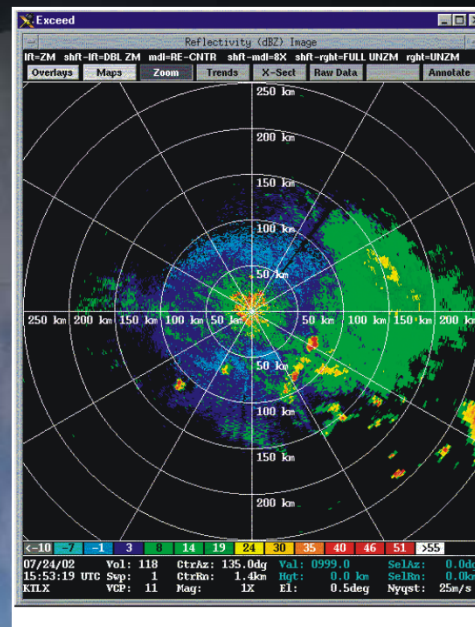 Exceed
Reflectivity (dBZ) Image
lft=ZM shft-lft=DBL ZM mdl=RE-CNTR shft-mdl=8X shft-rght=FULL UNZM rght=UNZM
Overlays Maps Zoom Trends X-Sect Raw Data Annotate
250 km
200 km
150 km
100 km
50 km
250 km 200 km 150 km 100 km 50 km 50 km 100 km 150 km 200 km
50 km
100 km
150 km
200 km
<-10 -7 -1 3 8 14 19 24 30 35 40 46 51 >55
07/24/02 Vol: 118 CtrAz: 135.0dg Val: 0999.0 SelAz: 0.0dg
15:53:19 UTC Swp: 1 CtrRn: 1.4km Hgt: 0.0 km SelRn: 0.0km
KTLX VCP: 11 Mag: 1X El: 0.5deg Nyqst: 25m/s